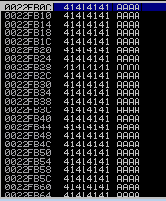 0022FB0C 41414141 AAAA
0022FB10 41414141 AAAA
0022FB14 41414141 AAAA
0022FB18 41414141 AAAA
0022FB1C 41414141 AAAA
0022FB20 41414141 AAAA
0022FB24 41414141 AAAA
0022FB28 41414141 AAAA
0022FB2C 41414141 AAAA
0022FB30 41414141 AAAA
0022FB34 41414141 AAAA
0022FB38 41414141 AAAA
0022FB3C 41414141 AAAA
0022FB40 41414141 AAAA
0022FB44 41414141 AAAA
0022FB48 41414141 AAAA
0022FB4C 41414141 AAAA
0022FB50 41414141 AAAA
0022FB54 41414141 AAAA
0022FB58 41414141 AAAA
0022FB5C 41414141 AAAA
0022FB60 41414141 AAAA
0022FB64 41414141 AAAA